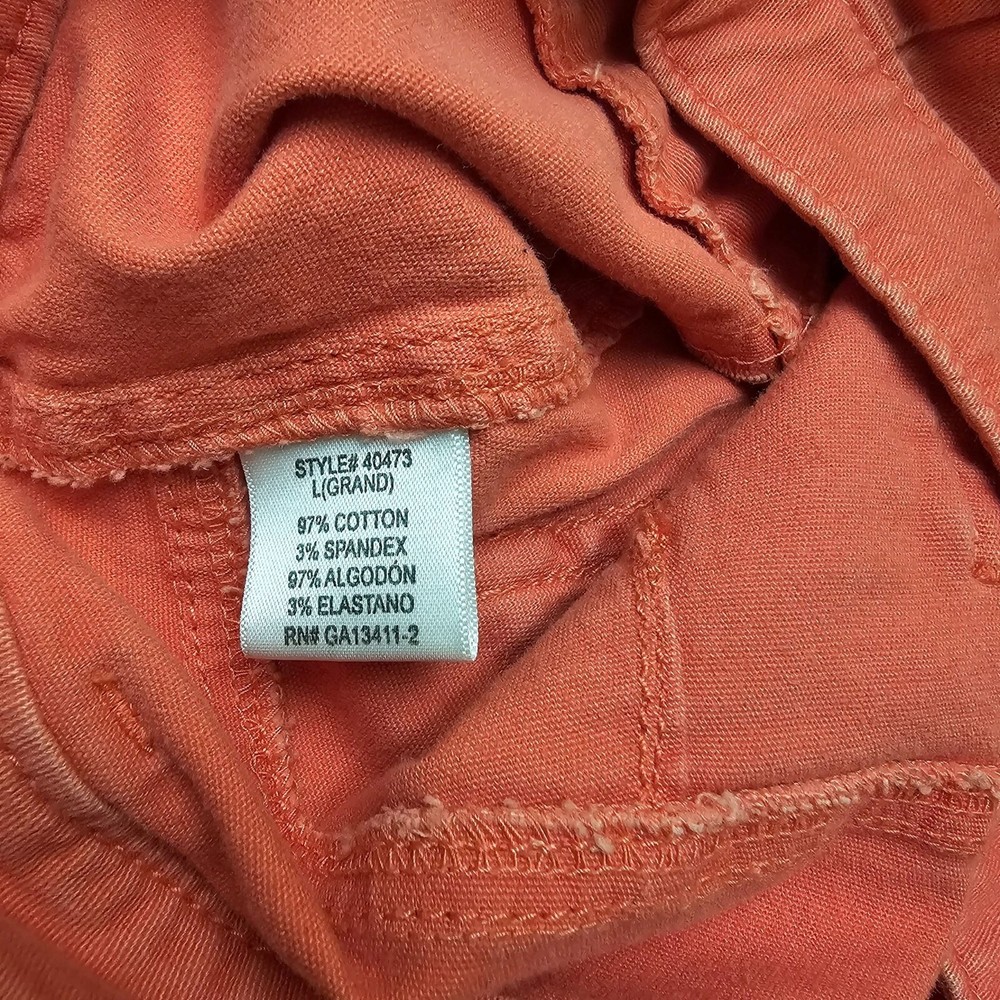 STYLE# 40473
L(GRAND)
97% COTTON
3% SPANDEX
97% ALGODÓN
3% ELASTANO
RN# GA13411-2